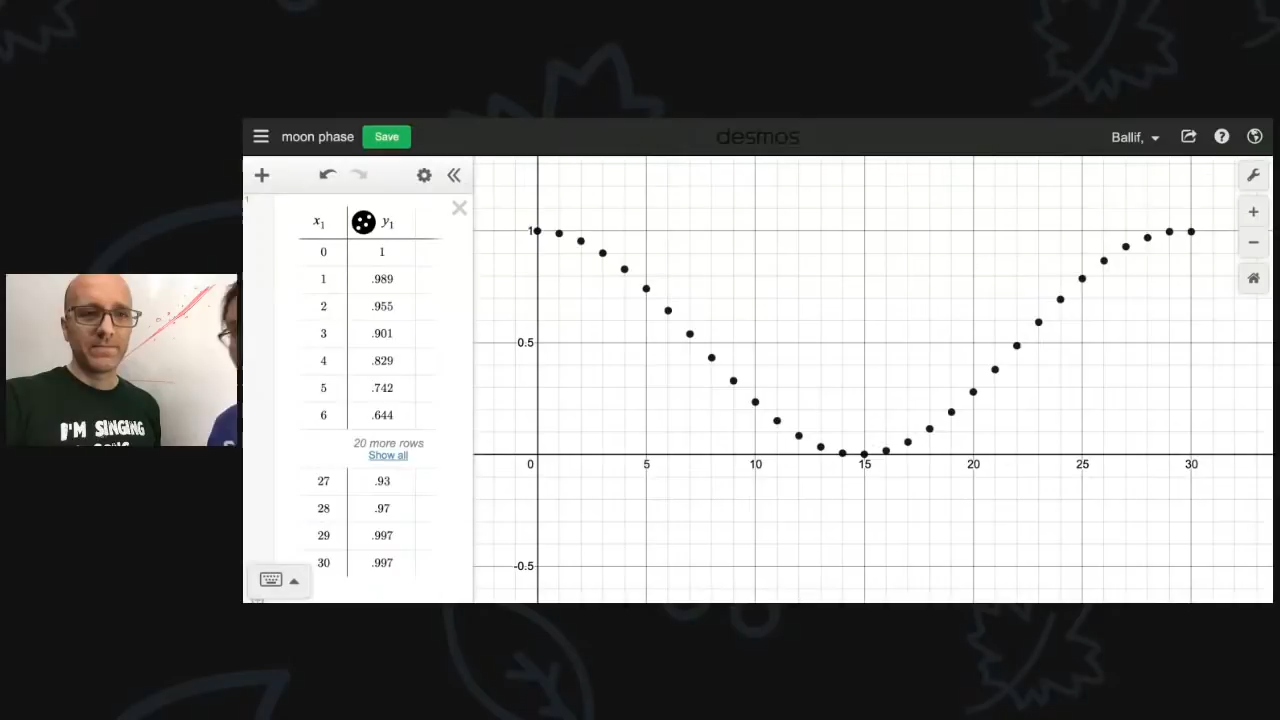 moon phase
Save
desmos
Ballif,
1
x₁ y₁
0 1
1 .989
2 .955
3 .901
4 .829
5 .742
6 .644
20 more rows
Show all
27 .93
28 .97
29 .997
30 .997
1
0.5
0 5 10 15 20 25 30
-0.5
I'M SINGING